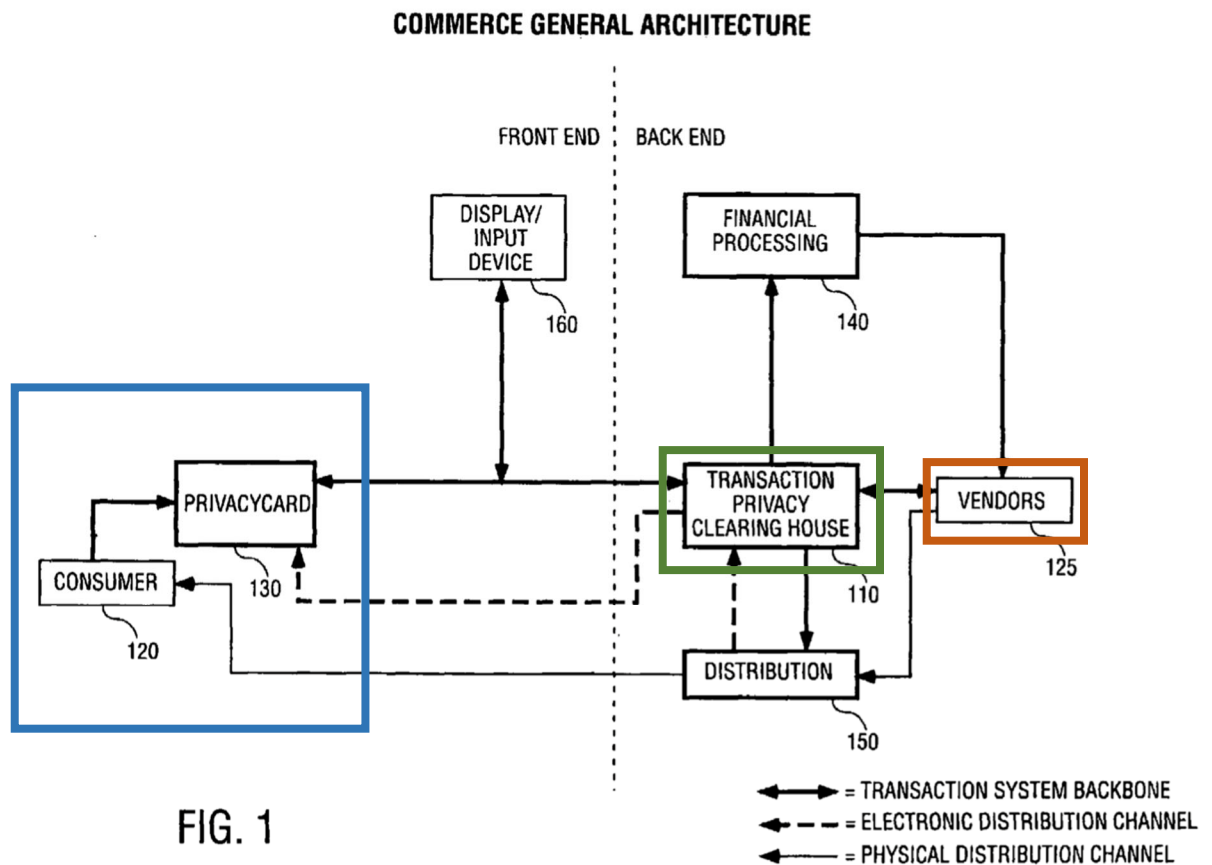 COMMERCE GENERAL ARCHITECTURE
FRONT END
BACK END
DISPLAY/
INPUT
DEVICE
160
FINANCIAL
PROCESSING
140
PRIVACYCARD
130
CONSUMER
120
TRANSACTION
PRIVACY
CLEARING HOUSE
110
VENDORS
125
DISTRIBUTION
150
= TRANSACTION SYSTEM BACKBONE
= ELECTRONIC DISTRIBUTION CHANNEL
= PHYSICAL DISTRIBUTION CHANNEL
FIG. 1